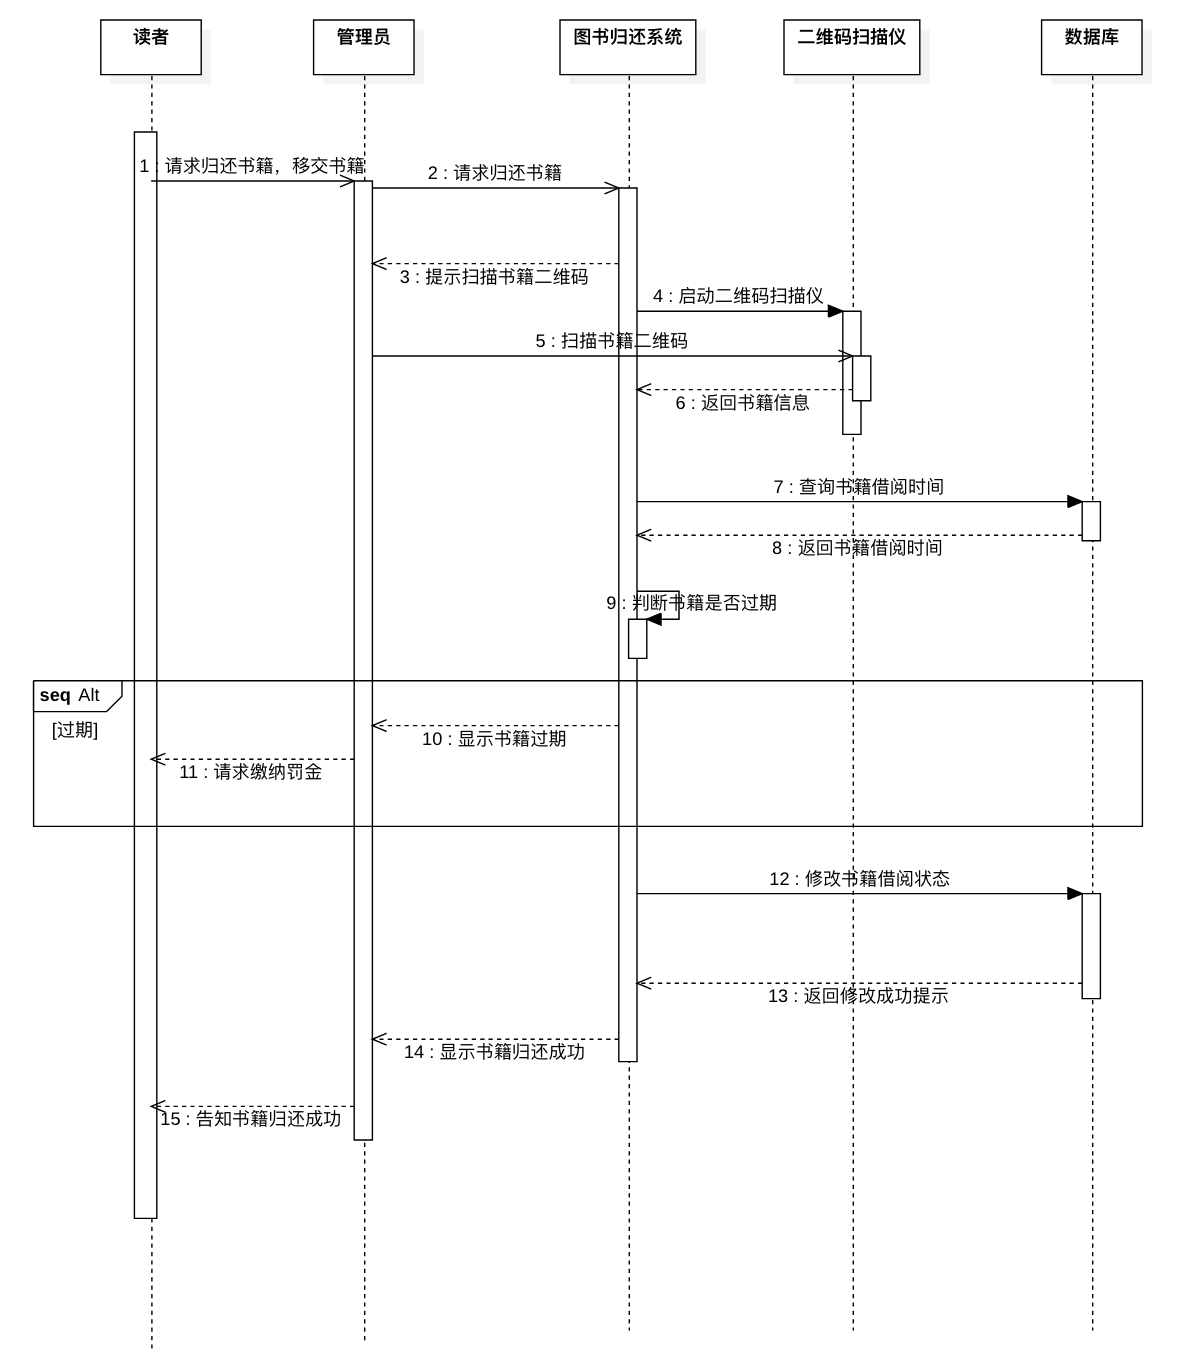 读者
管理员
图书归还系统
二维码扫描仪
数据库
1 : 请求归还书籍，移交书籍
2 : 请求归还书籍
3 : 提示扫描书籍二维码
4 : 启动二维码扫描仪
5 : 扫描书籍二维码
6 : 返回书籍信息
7 : 查询书籍借阅时间
8 : 返回书籍借阅时间
9 : 判断书籍是否过期
seq Alt
[过期]
10 : 显示书籍过期
11 : 请求缴纳罚金
12 : 修改书籍借阅状态
13 : 返回修改成功提示
14 : 显示书籍归还成功
15 : 告知书籍归还成功